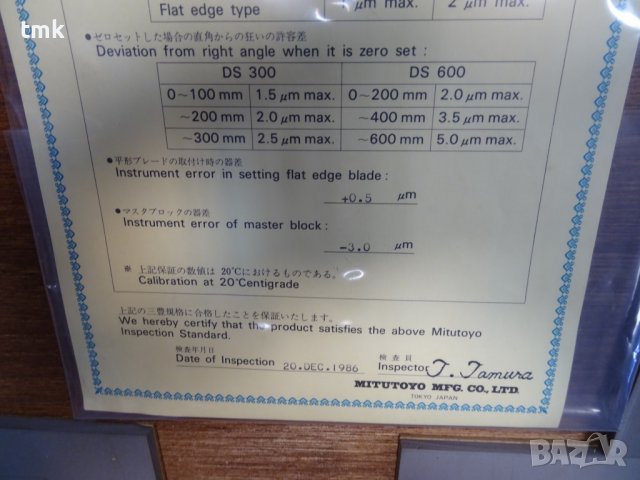 tmk
Flat edge type 1 μm max. 2 μm max.
●ゼロセットした場合の直角からの狂いの許容差
Deviation from right angle when it is zero set :
DS 300 DS 600
0~100 mm 1.5 μm max. 0~200 mm 2.0 μm max.
~200 mm 2.0 μm max. ~400 mm 3.5 μm max.
~300 mm 2.5 μm max. ~600 mm 5.0 μm max.
●平形ブレードの取付け時の器差
Instrument error in setting flat edge blade :
+0.5 μm
●マスタブロックの器差
Instrument error of master block :
-3.0 μm
※ 上記保証の数値は 20℃におけるものである。
Calibration at 20°Centigrade
上記の三豊規格に合格したことを保証いたします。
We hereby certify that the product satisfies the above Mitutoyo
Inspection Standard.
検査年月日 検査員
Date of Inspection 20.DEC.1986 Inspector T. Tamura
MITUTOYO MFG. CO., LTD.
TOKYO JAPAN
BAZAR
bg